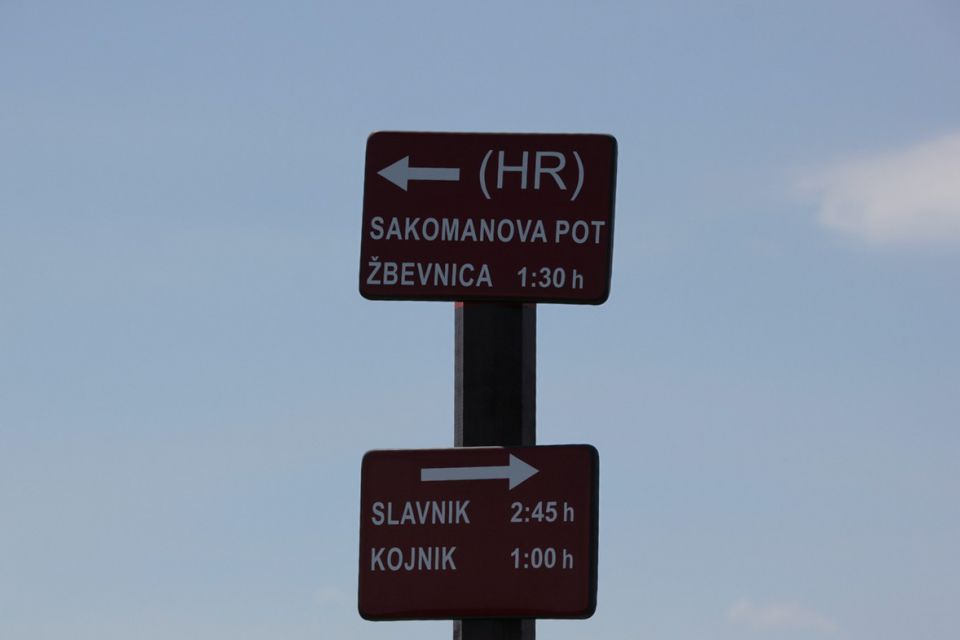 (HR)
SAKOMANOVA POT
ŽBEVNICA 1:30 h
SLAVNIK 2:45 h
KOJNIK 1:00 h